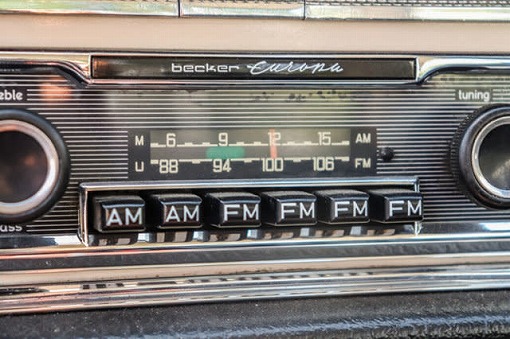 becker europa
eble
tuning
M 6 9 12 15 AM
U 88 94 100 106 FM
AM AM FM FM FM FM
ass